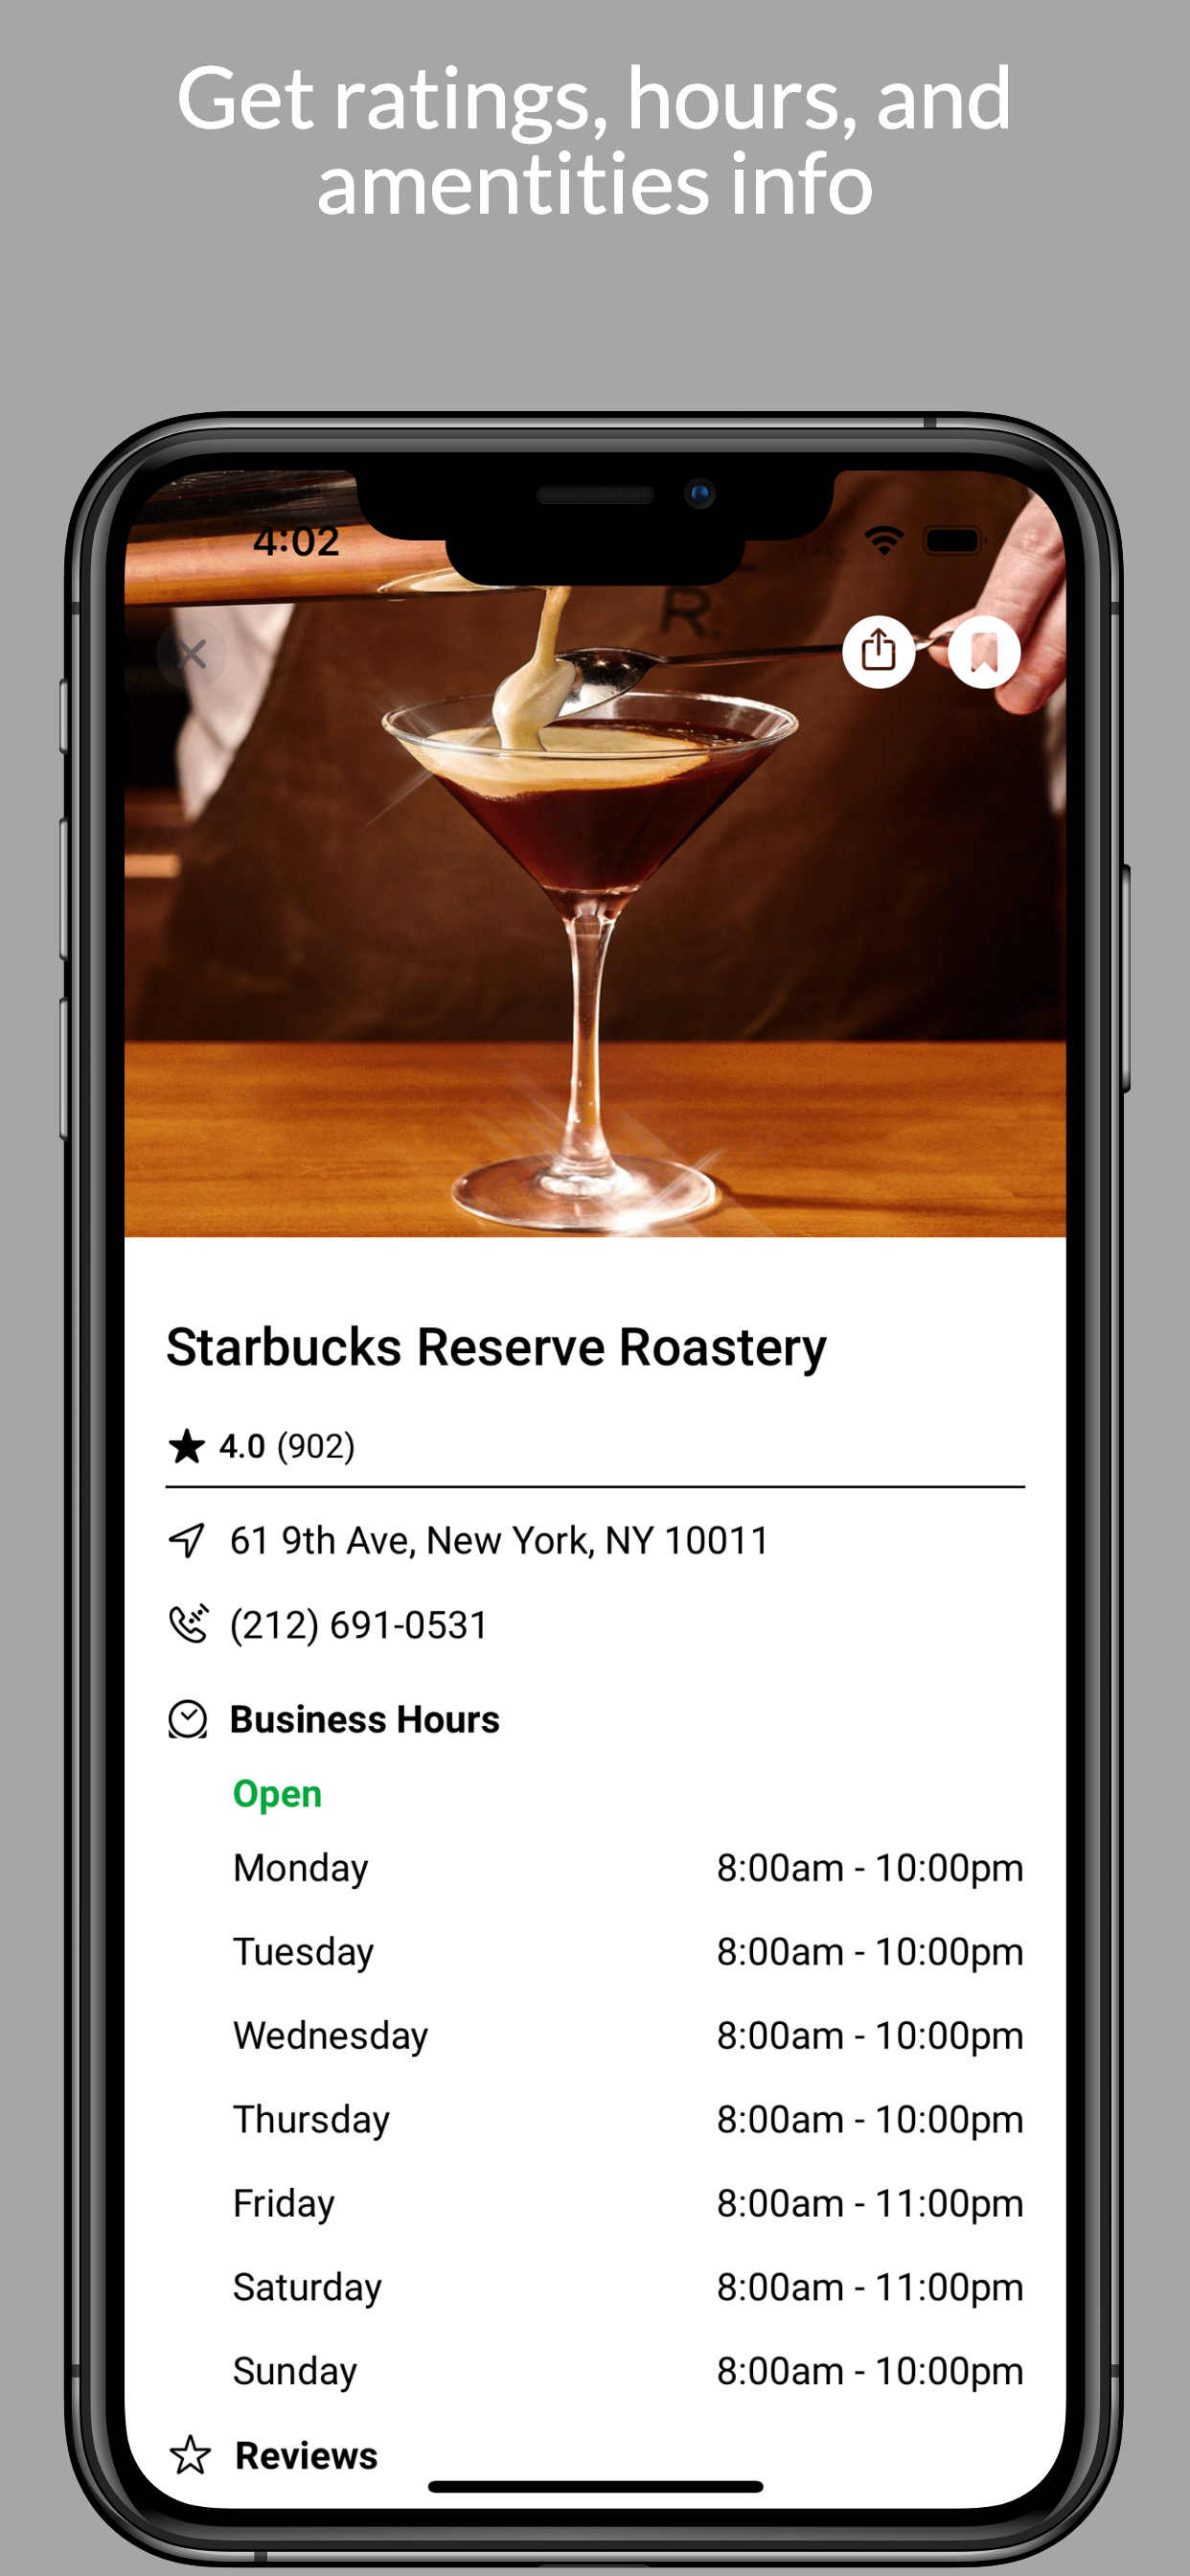 Get ratings, hours, and
amentities info
4:02
R.
Starbucks Reserve Roastery
4.0 (902)
61 9th Ave, New York, NY 10011
(212) 691-0531
Business Hours
Open
Monday 8:00am - 10:00pm
Tuesday 8:00am - 10:00pm
Wednesday 8:00am - 10:00pm
Thursday 8:00am - 10:00pm
Friday 8:00am - 11:00pm
Saturday 8:00am - 11:00pm
Sunday 8:00am - 10:00pm
Reviews